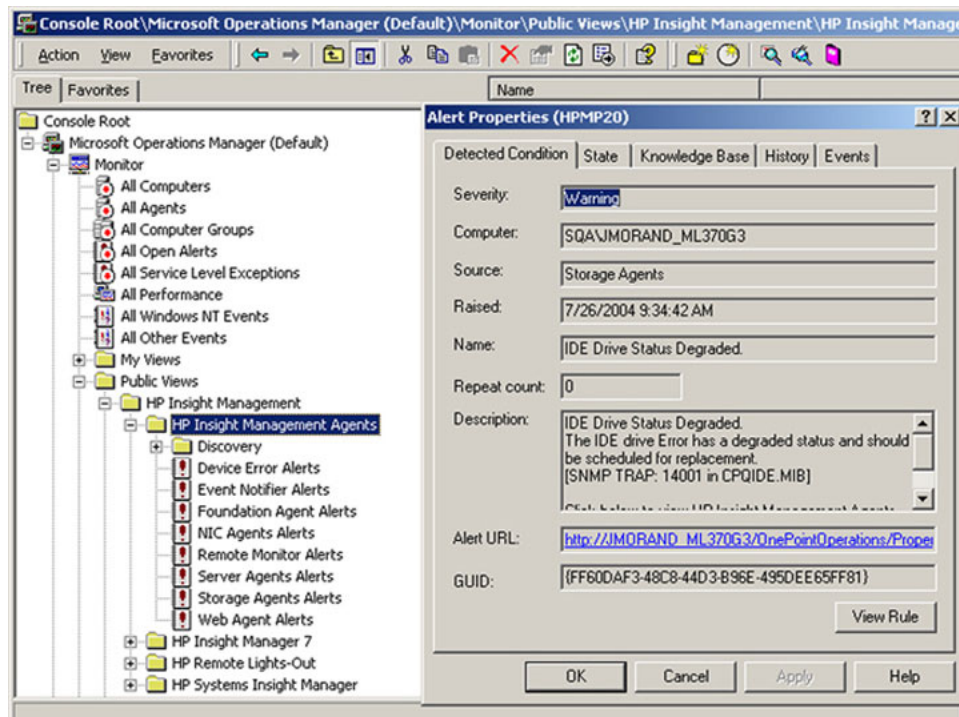 Console Root\Microsoft Operations Manager (Default)\Monitor\Public Views\HP Insight Management\HP Insight Manage
Action View Favorites
Tree Favorites
Name
Console Root
Microsoft Operations Manager (Default)
Monitor
All Computers
All Agents
All Computer Groups
All Open Alerts
All Service Level Exceptions
All Performance
All Windows NT Events
All Other Events
My Views
Public Views
HP Insight Management
HP Insight Management Agents
Discovery
Device Error Alerts
Event Notifier Alerts
Foundation Agent Alerts
NIC Agents Alerts
Remote Monitor Alerts
Server Agents Alerts
Storage Agents Alerts
Web Agent Alerts
HP Insight Manager 7
HP Remote Lights-Out
HP Systems Insight Manager
Alert Properties (HPMP20)
Detected Condition State Knowledge Base History Events
Severity: Warning
Computer: SQA\JMORAND_ML370G3
Source: Storage Agents
Raised: 7/26/2004 9:34:42 AM
Name: IDE Drive Status Degraded.
Repeat count: 0
Description: IDE Drive Status Degraded.
The IDE drive Error has a degraded status and should
be scheduled for replacement.
[SNMP TRAP: 14001 in CPQIDE.MIB]
Click below to view HP Insight Management Agents
Alert URL: http://JMORAND_ML370G3/OnePointOperations/Proper
GUID: {FF60DAF3-48C8-44D3-B96E-495DEE65FF81}
View Rule
OK Cancel Apply Help